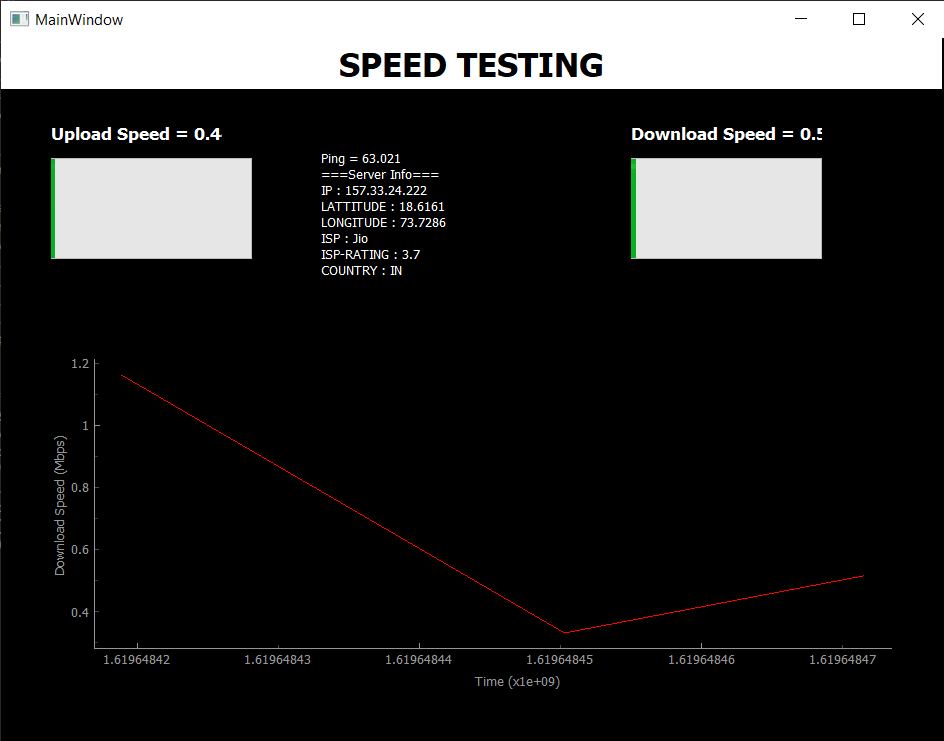 MainWindow
SPEED TESTING
Upload Speed = 0.4
Download Speed = 0.5
Ping = 63.021
===Server Info===
IP : 157.33.24.222
LATTITUDE : 18.6161
LONGITUDE : 73.7286
ISP : Jio
ISP-RATING : 3.7
COUNTRY : IN
1.2
1
0.8
0.6
0.4
Download Speed (Mbps)
1.61964842 1.61964843 1.61964844 1.61964845 1.61964846 1.61964847
Time (x1e+09)